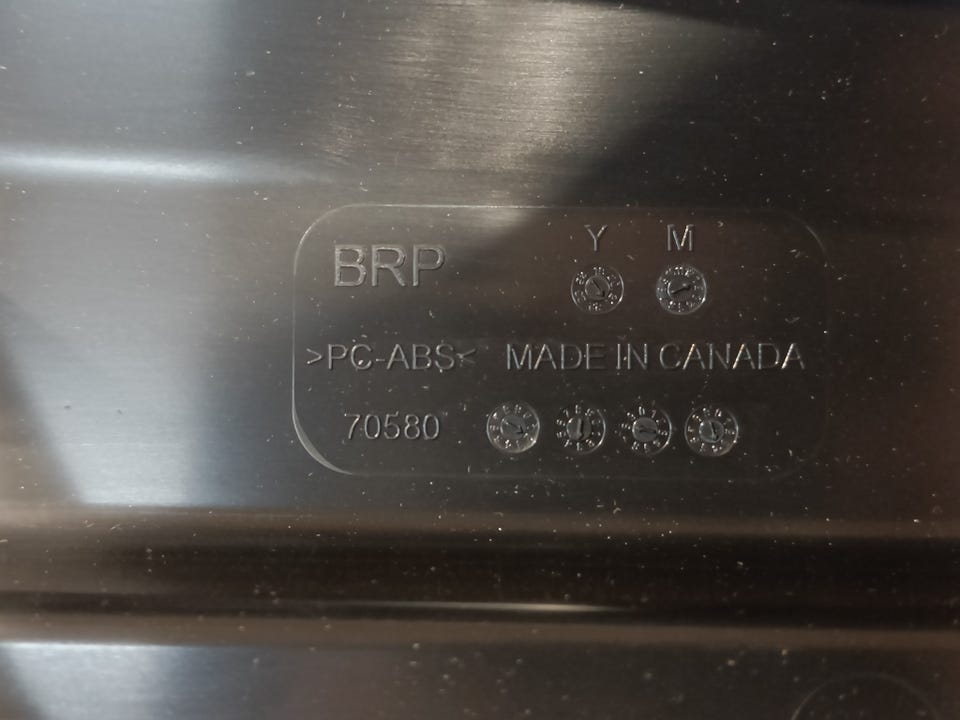 BRP Y M
>PC-ABS< MADE IN CANADA
70580